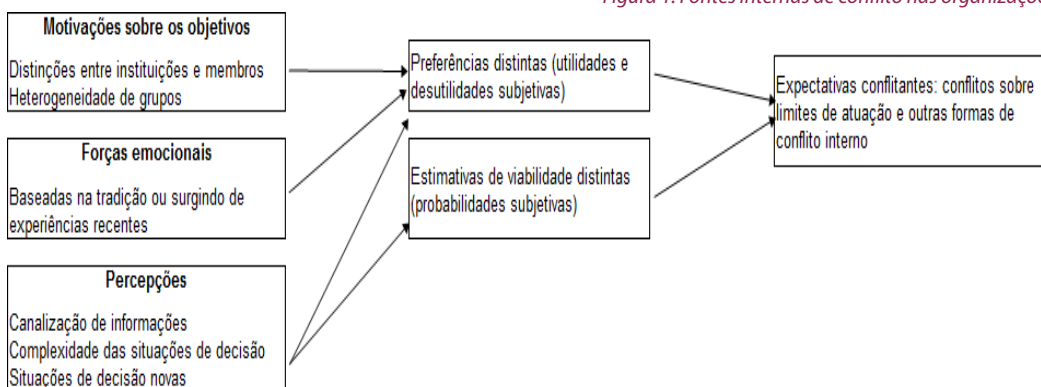 Figura 1. Fontes internas de conflito nas organizaçõ
Motivações sobre os objetivos
Distinções entre instituições e membros
Heterogeneidade de grupos
Forças emocionais
Baseadas na tradição ou surgindo de
experiências recentes
Percepções
Canalização de informações
Complexidade das situações de decisão
Situações de decisão novas
Preferências distintas (utilidades e
desutilidades subjetivas)
Estimativas de viabilidade distintas
(probabilidades subjetivas)
Expectativas conflitantes: conflitos sobre
limites de atuação e outras formas de
conflito interno